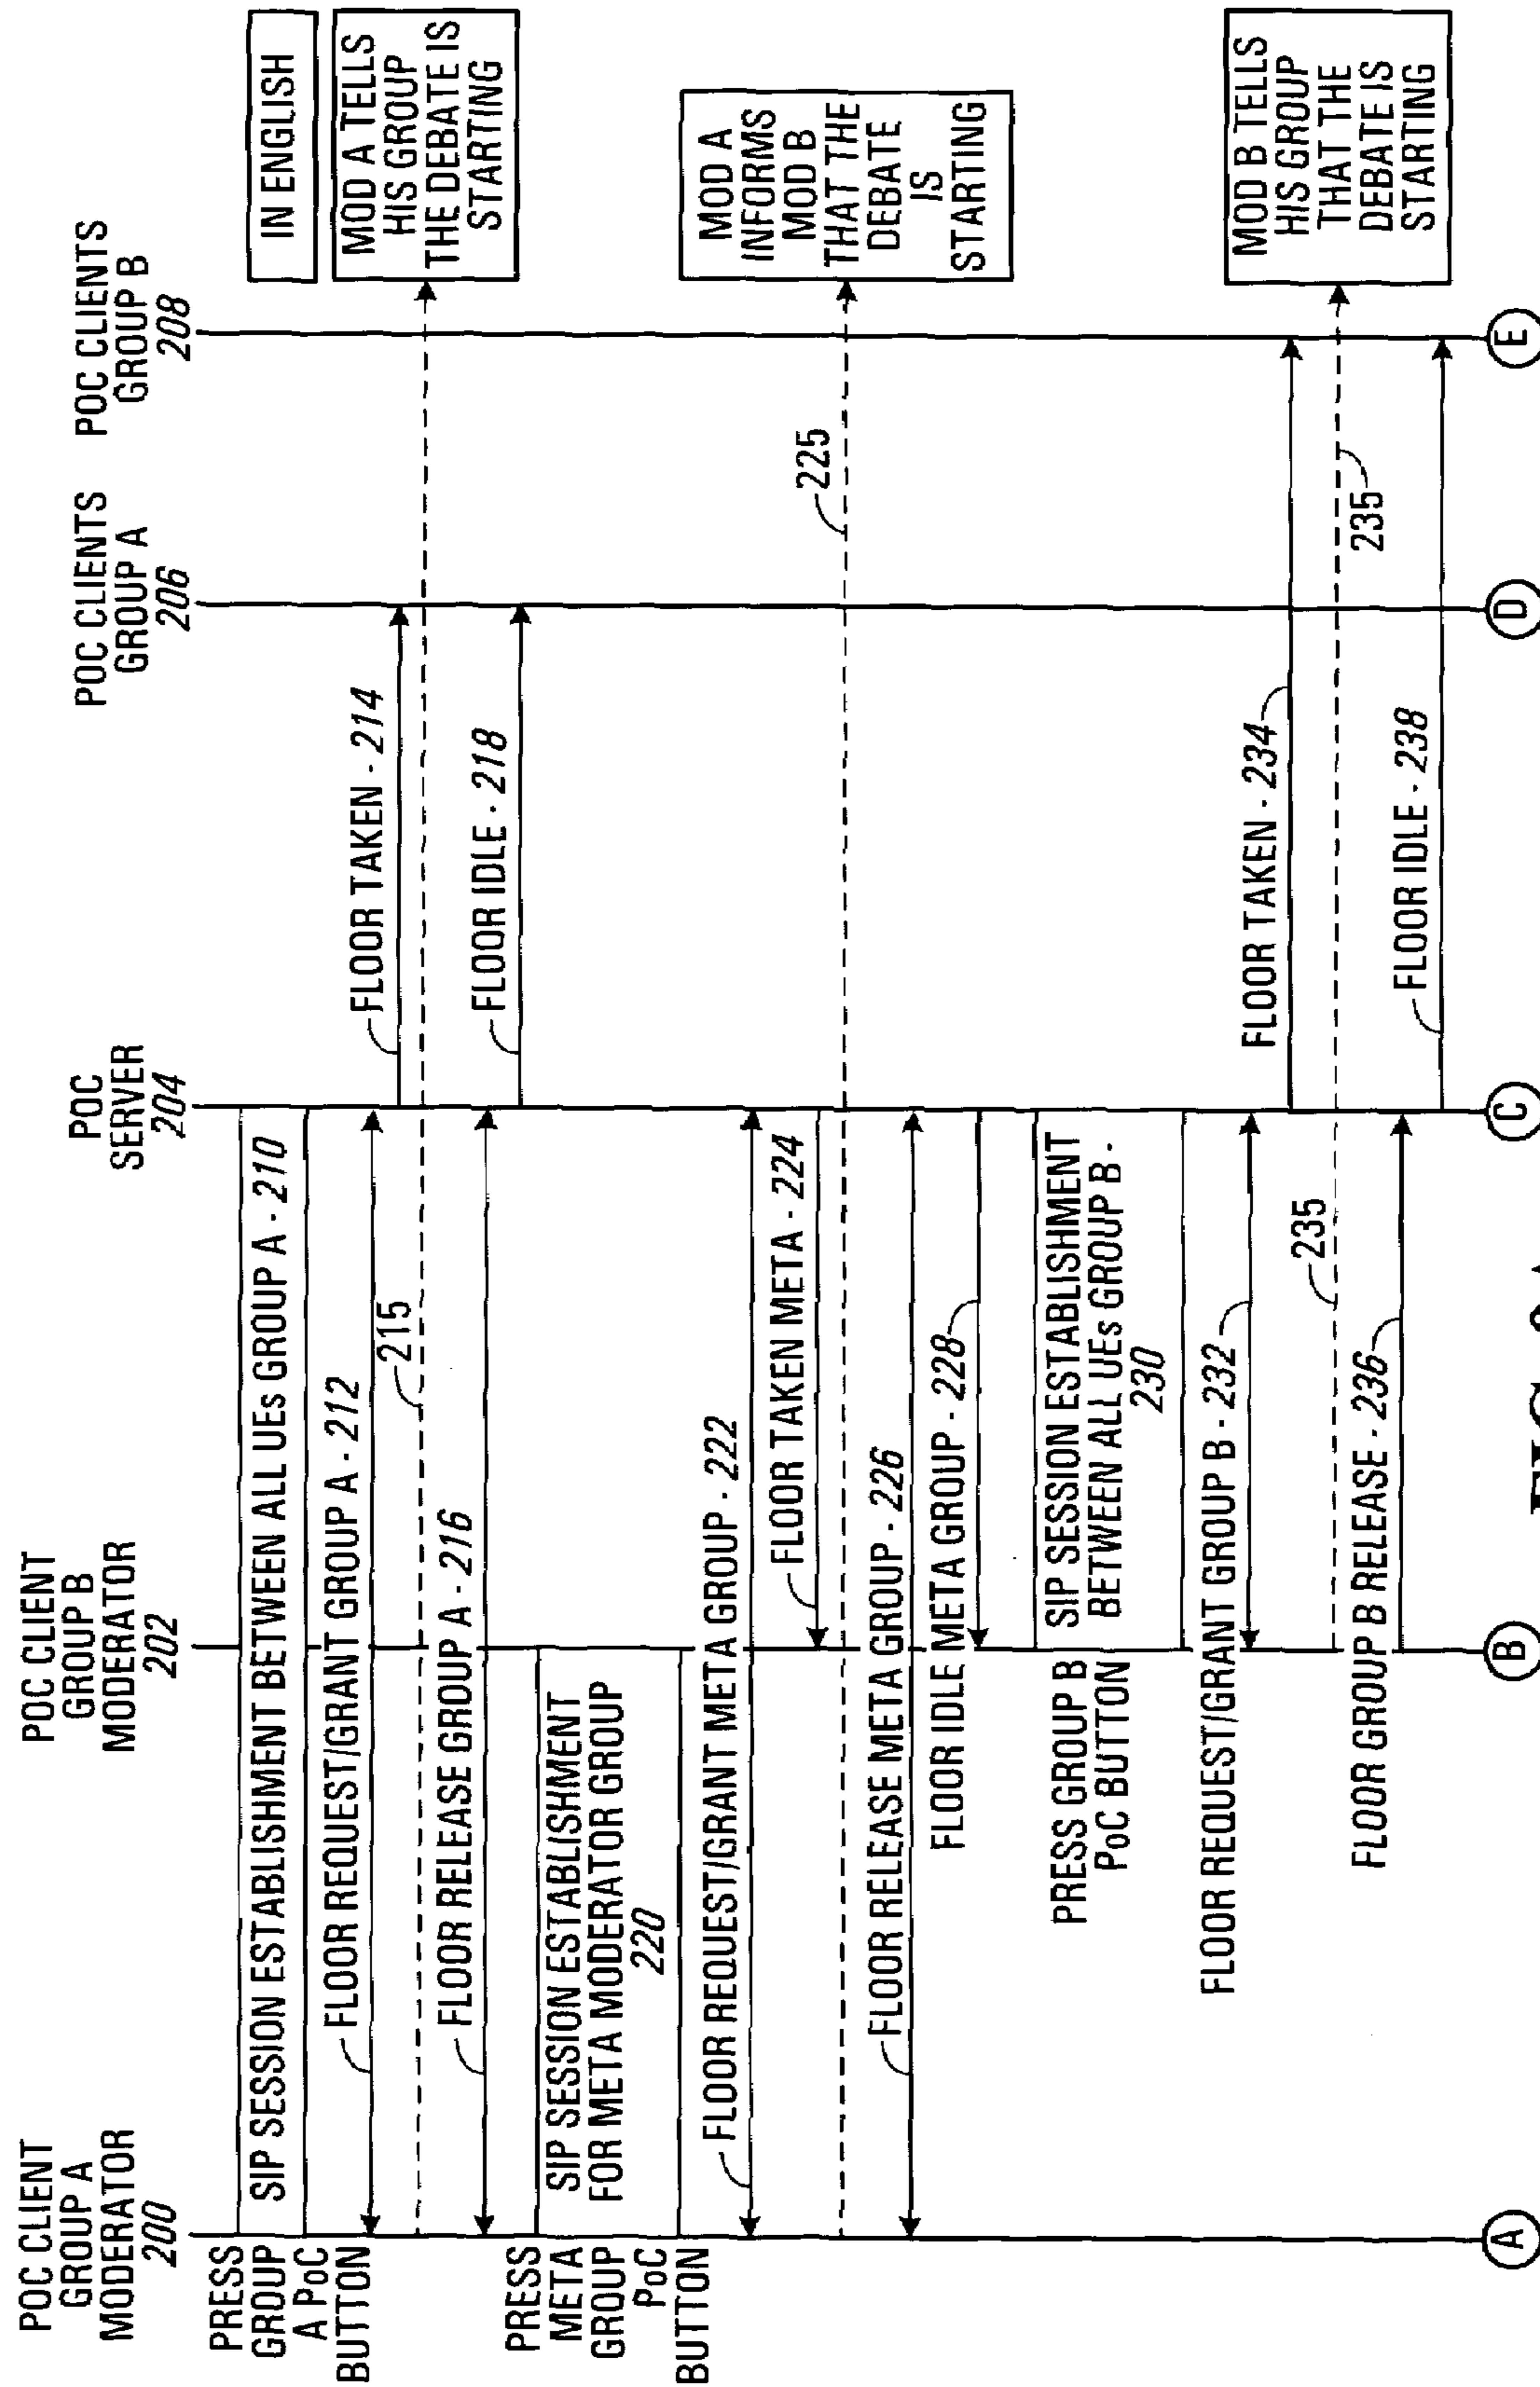 POC CLIENT
GROUP A
MODERATOR
200
POC CLIENT
GROUP B
MODERATOR
202
POC
SERVER
204
POC CLIENTS
GROUP A
206
POC CLIENTS
GROUP B
208
IN ENGLISH
PRESS
GROUP
A PoC
BUTTON
SIP SESSION ESTABLISHMENT BETWEEN ALL UEs GROUP A - 210
FLOOR REQUEST/GRANT GROUP A - 212
FLOOR TAKEN - 214
215
MOD A TELLS
HIS GROUP
THE DEBATE IS
STARTING
FLOOR RELEASE GROUP A - 216
FLOOR IDLE - 218
PRESS
META
GROUP
PoC
BUTTON
SIP SESSION ESTABLISHMENT
FOR META MODERATOR GROUP
220
FLOOR REQUEST/GRANT META GROUP - 222
FLOOR TAKEN META - 224
225
MOD A
INFORMS
MOD B
THAT THE
DEBATE
IS
STARTING
FLOOR RELEASE META GROUP - 226
FLOOR IDLE META GROUP - 228
PRESS GROUP B
PoC BUTTON
SIP SESSION ESTABLISHMENT
BETWEEN ALL UEs GROUP B -
230
FLOOR REQUEST/GRANT GROUP B - 232
FLOOR TAKEN - 234
235
235
MOD B TELLS
HIS GROUP
THAT THE
DEBATE IS
STARTING
FLOOR GROUP B RELEASE - 236
FLOOR IDLE - 238
A
B
C
D
E